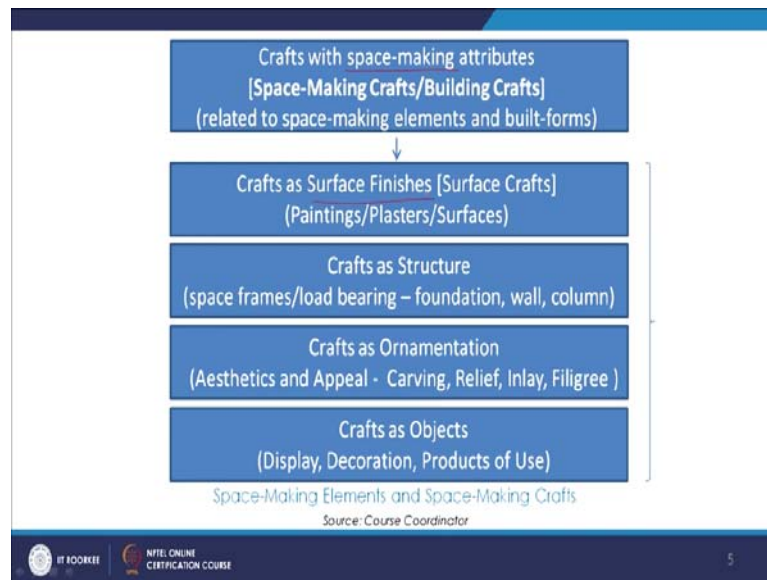 Crafts with space-making attributes
[Space-Making Crafts/Building Crafts]
(related to space-making elements and built-forms)
Crafts as Surface Finishes [Surface Crafts]
(Paintings/Plasters/Surfaces)
Crafts as Structure
(space frames/load bearing – foundation, wall, column)
Crafts as Ornamentation
(Aesthetics and Appeal - Carving, Relief, Inlay, Filigree )
Crafts as Objects
(Display, Decoration, Products of Use)
Space-Making Elements and Space-Making Crafts
Source: Course Coordinator
IIT ROORKEE
NPTEL ONLINE
CERTIFICATION COURSE
5